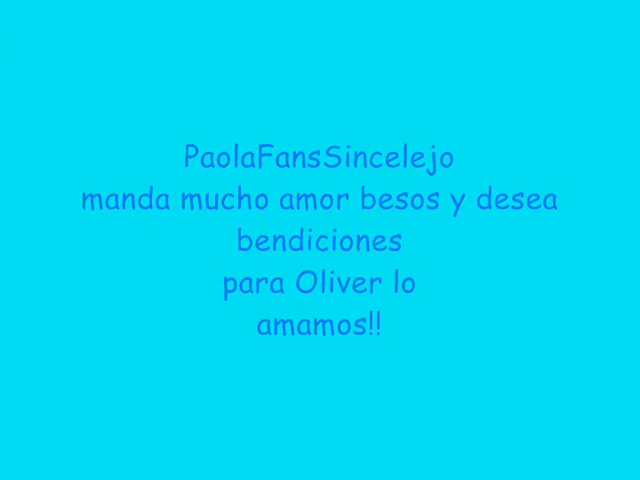 PaolaFansSincelejo
manda mucho amor besos y desea
bendiciones
para Oliver lo
amamos!!